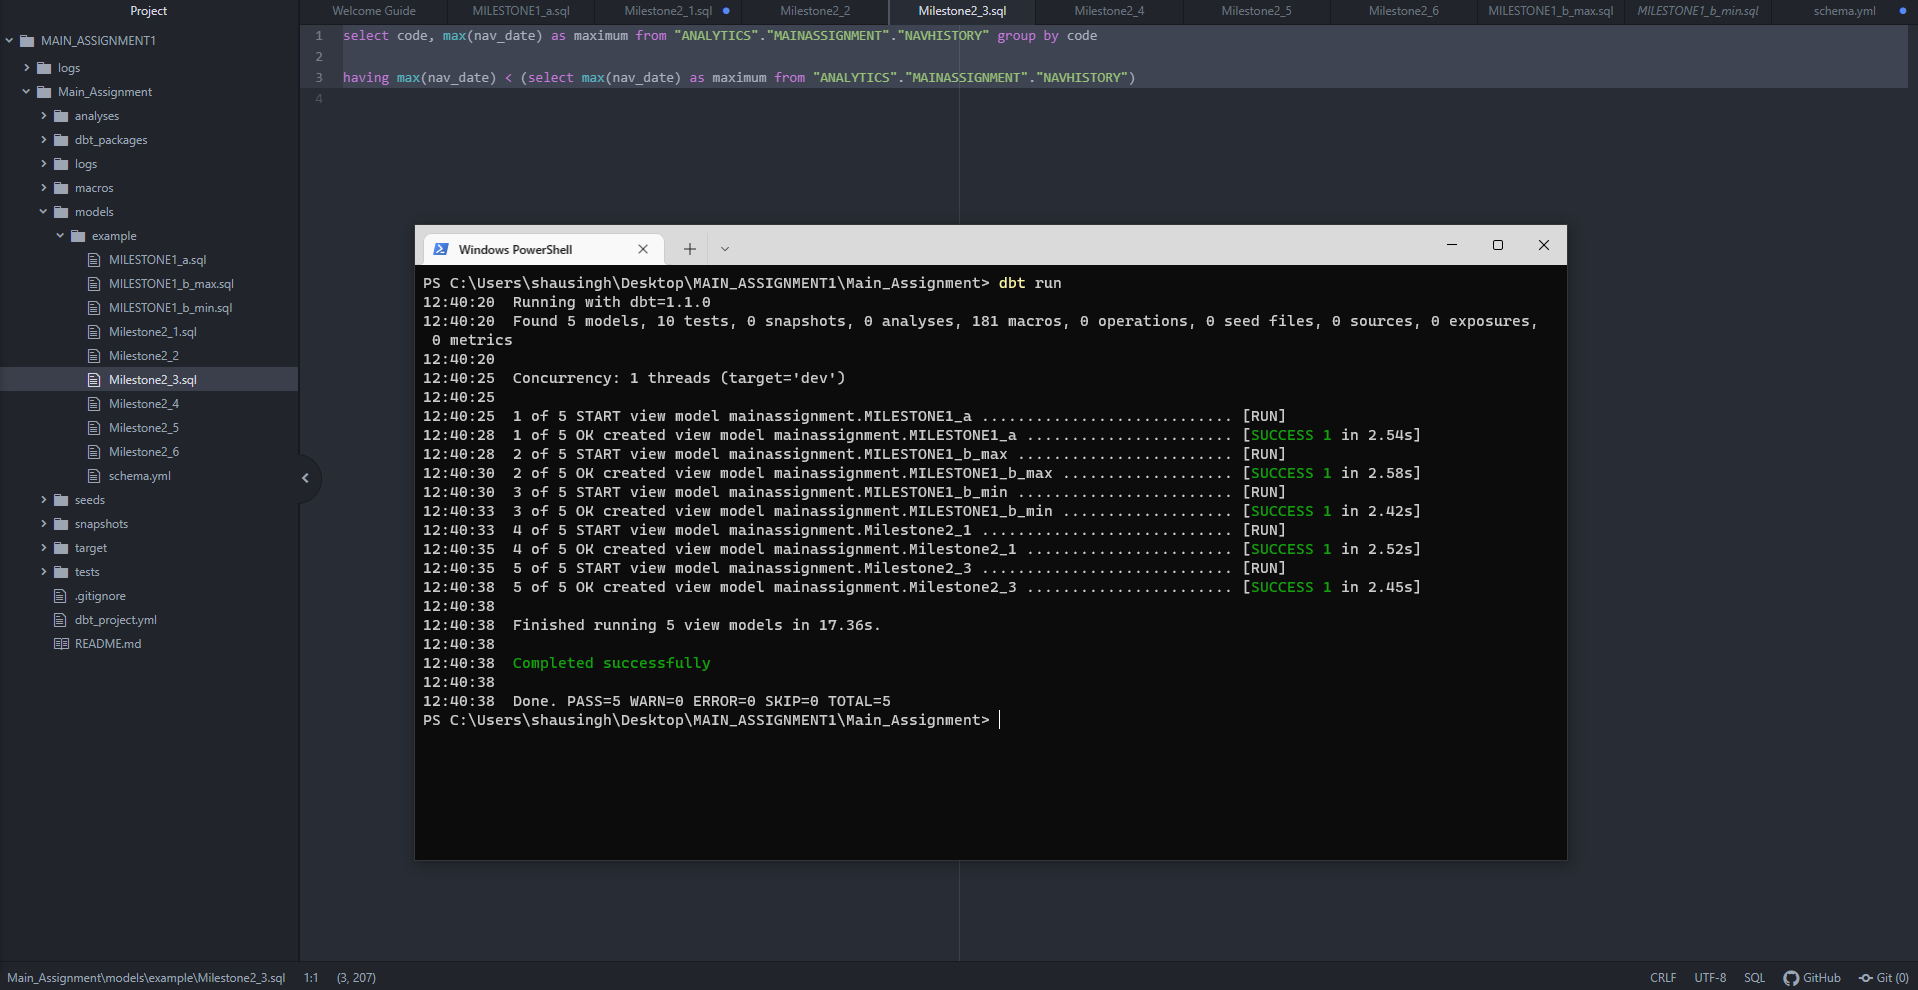 Project
MAIN_ASSIGNMENT1
logs
Main_Assignment
analyses
dbt_packages
logs
macros
models
example
MILESTONE1_a.sql
MILESTONE1_b_max.sql
MILESTONE1_b_min.sql
Milestone2_1.sql
Milestone2_2
Milestone2_3.sql
Milestone2_4
Milestone2_5
Milestone2_6
schema.yml
seeds
snapshots
target
tests
.gitignore
dbt_project.yml
README.md
Welcome Guide MILESTONE1_a.sql Milestone2_1.sql Milestone2_2 Milestone2_3.sql Milestone2_4 Milestone2_5 Milestone2_6 MILESTONE1_b_max.sql MILESTONE1_b_min.sql schema.yml
1 select code, max(nav_date) as maximum from "ANALYTICS"."MAINASSIGNMENT"."NAVHISTORY" group by code
2
3 having max(nav_date) < (select max(nav_date) as maximum from "ANALYTICS"."MAINASSIGNMENT"."NAVHISTORY")
4
Windows PowerShell
PS C:\Users\shausingh\Desktop\MAIN_ASSIGNMENT1\Main_Assignment> dbt run
12:40:20  Running with dbt=1.1.0
12:40:20  Found 5 models, 10 tests, 0 snapshots, 0 analyses, 181 macros, 0 operations, 0 seed files, 0 sources, 0 exposures,
0 metrics
12:40:20
12:40:25  Concurrency: 1 threads (target='dev')
12:40:25
12:40:25  1 of 5 START view model mainassignment.MILESTONE1_a ............................ [RUN]
12:40:28  1 of 5 OK created view model mainassignment.MILESTONE1_a ....................... [SUCCESS 1 in 2.54s]
12:40:28  2 of 5 START view model mainassignment.MILESTONE1_b_max ........................ [RUN]
12:40:30  2 of 5 OK created view model mainassignment.MILESTONE1_b_max ................... [SUCCESS 1 in 2.58s]
12:40:30  3 of 5 START view model mainassignment.MILESTONE1_b_min ........................ [RUN]
12:40:33  3 of 5 OK created view model mainassignment.MILESTONE1_b_min ................... [SUCCESS 1 in 2.42s]
12:40:33  4 of 5 START view model mainassignment.Milestone2_1 ............................ [RUN]
12:40:35  4 of 5 OK created view model mainassignment.Milestone2_1 ....................... [SUCCESS 1 in 2.52s]
12:40:35  5 of 5 START view model mainassignment.Milestone2_3 ............................ [RUN]
12:40:38  5 of 5 OK created view model mainassignment.Milestone2_3 ....................... [SUCCESS 1 in 2.45s]
12:40:38
12:40:38  Finished running 5 view models in 17.36s.
12:40:38
12:40:38  Completed successfully
12:40:38
12:40:38  Done. PASS=5 WARN=0 ERROR=0 SKIP=0 TOTAL=5
PS C:\Users\shausingh\Desktop\MAIN_ASSIGNMENT1\Main_Assignment>
Main_Assignment\models\example\Milestone2_3.sql 1:1 (3, 207) CRLF UTF-8 SQL GitHub Git (0)